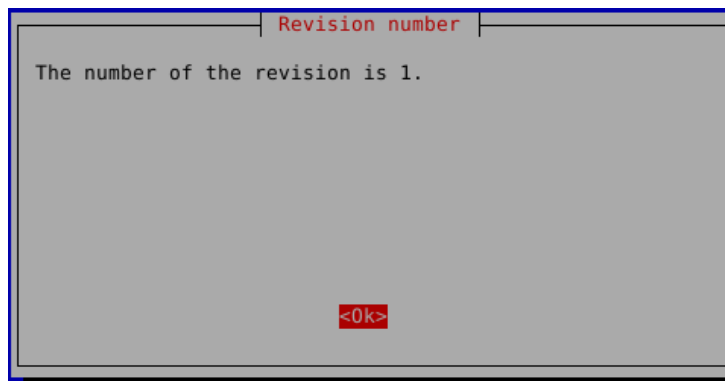 Revision number
The number of the revision is 1.
<Ok>